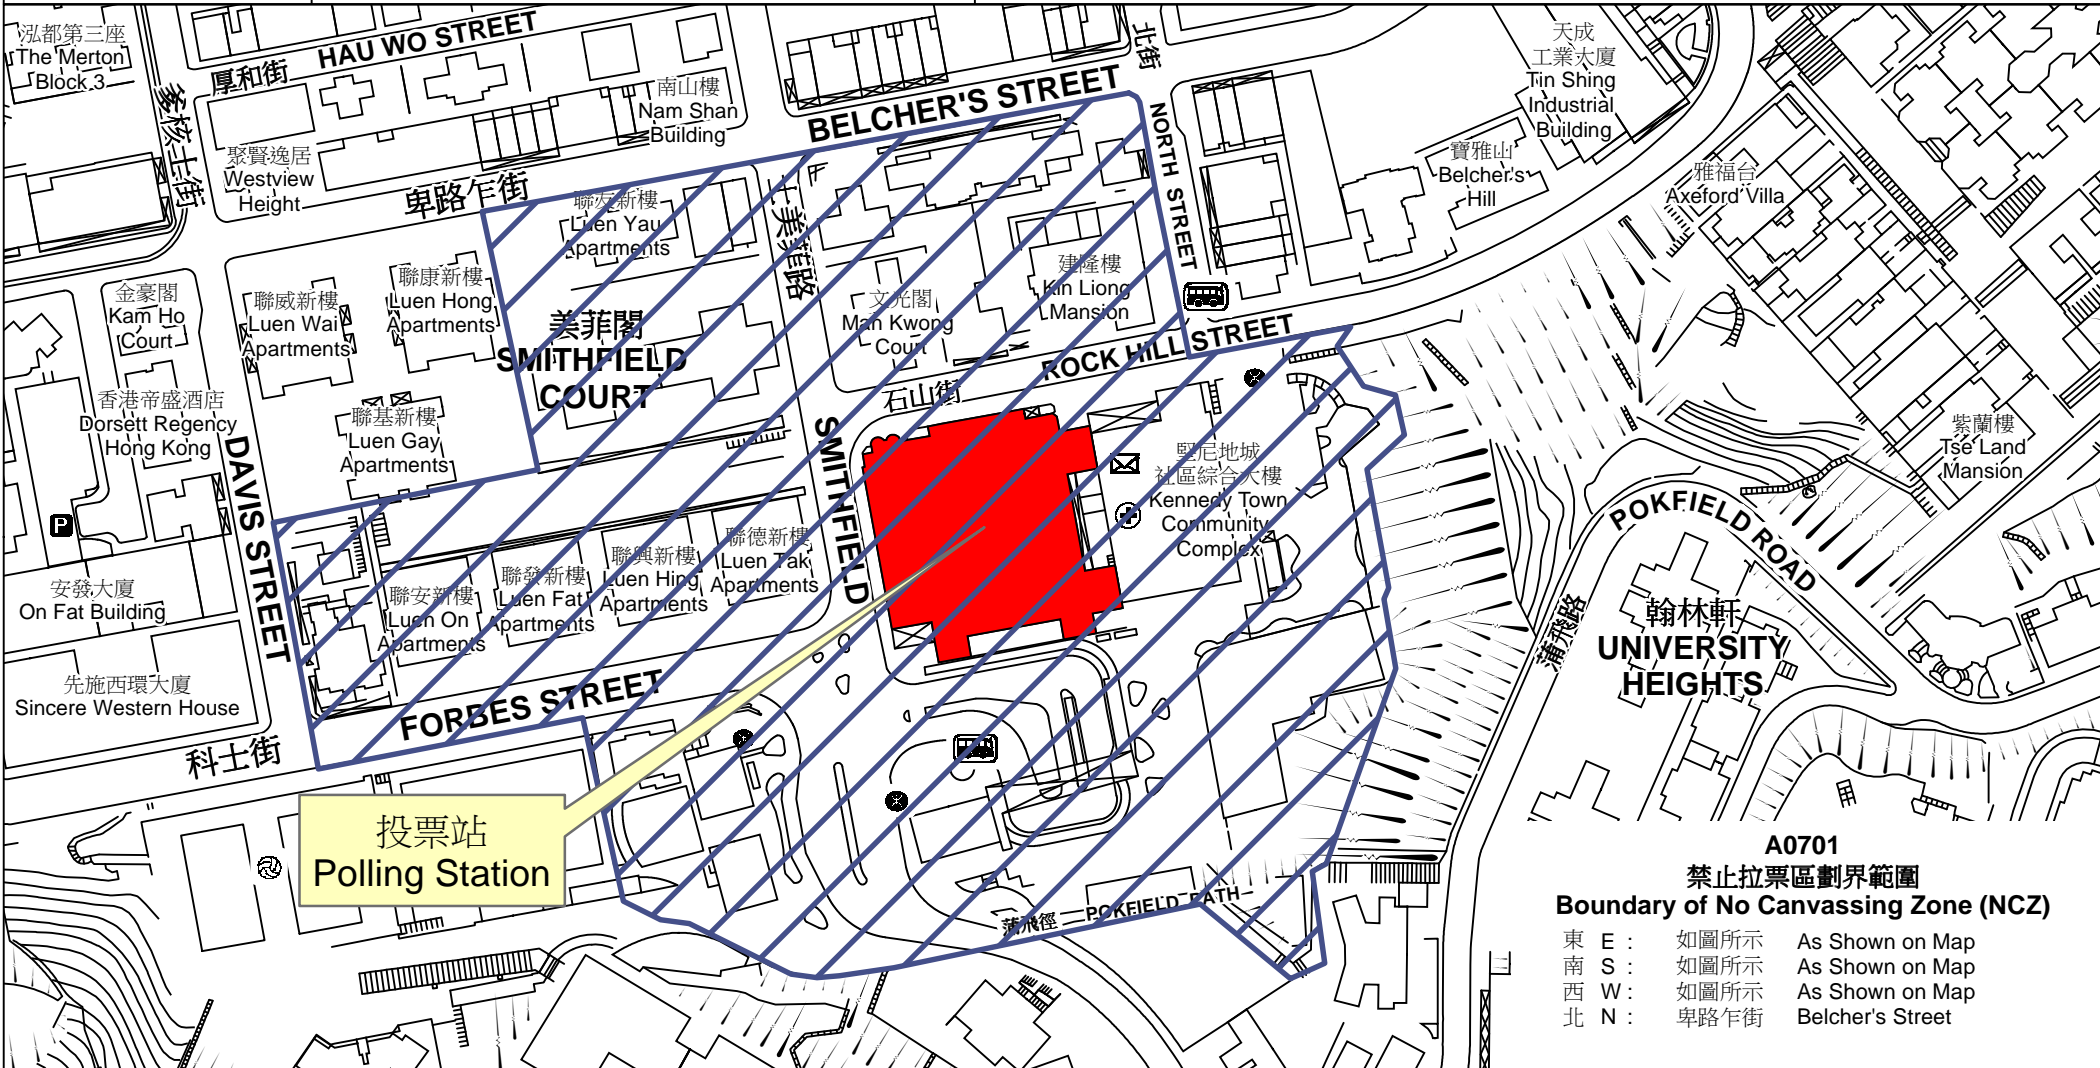 泓都第三座
The Merton
Block 3
厚和街
HAU WO STREET
爹核士街
南山樓
Nam Shan
Building
聚賢逸居
Westview
Height
卑路乍街
BELCHER'S STREET
北街
NORTH STREET
天成
工業大廈
Tin Shing
Industrial
Building
寶雅山
Belcher's
Hill
雅福台
Axeford Villa
聯友新樓
Luen Yau
Apartments
士美菲路
建隆樓
Kin Liong
Mansion
文光閣
Man Kwong
Court
金豪閣
Kam Ho
Court
聯威新樓
Luen Wai
Apartments
聯康新樓
Luen Hong
Apartments
美菲閣
SMITHFIELD
COURT
石山街
ROCK HILL STREET
香港帝盛酒店
Dorsett Regency
Hong Kong
聯基新樓
Luen Gay
Apartments
DAVIS STREET
SMITHFIELD
堅尼地城
社區綜合大樓
Kennedy Town
Community
Complex
紫蘭樓
Tse Land
Mansion
POKFIELD ROAD
蒲飛路
P
安發大廈
On Fat Building
聯安新樓
Luen On
Apartments
聯發新樓
Luen Fat
Apartments
聯興新樓
Luen Hing
Apartments
聯德新樓
Luen Tak
Apartments
翰林軒
UNIVERSITY
HEIGHTS
先施西環大廈
Sincere Western House
科士街
FORBES STREET
投票站
Polling Station
蒲飛徑
POKFIELD PATH
A0701
禁止拉票區劃界範圍
Boundary of No Canvassing Zone (NCZ)
東 E : 如圖所示 As Shown on Map
南 S : 如圖所示 As Shown on Map
西 W : 如圖所示 As Shown on Map
北 N : 卑路乍街 Belcher's Street